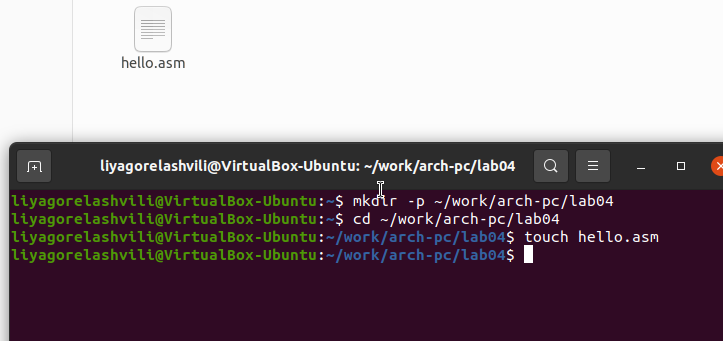 hello.asm
liyagorelashvili@VirtualBox-Ubuntu: ~/work/arch-pc/lab04
liyagorelashvili@VirtualBox-Ubuntu:~$ mkdir -p ~/work/arch-pc/lab04
liyagorelashvili@VirtualBox-Ubuntu:~$ cd ~/work/arch-pc/lab04
liyagorelashvili@VirtualBox-Ubuntu:~/work/arch-pc/lab04$ touch hello.asm
liyagorelashvili@VirtualBox-Ubuntu:~/work/arch-pc/lab04$